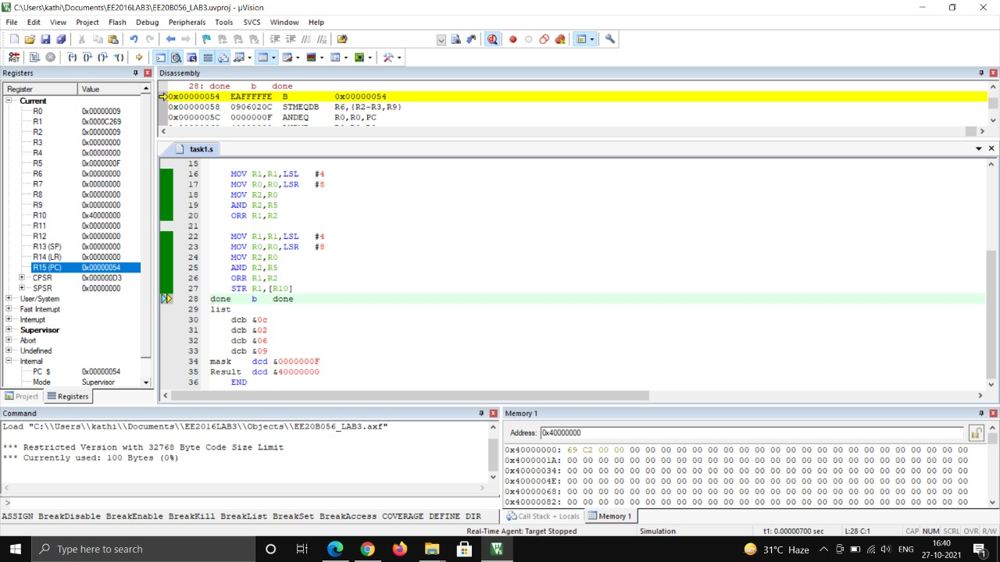 C:\Users\kathi\Documents\EE2016LAB3\EE20B056_LAB3.uvproj - µVision
File Edit View Project Flash Debug Peripherals Tools SVCS Window Help
Registers
Register Value
Current
R0 0x00000009
R1 0x0000C269
R2 0x00000009
R3 0x00000000
R4 0x00000000
R5 0x0000000F
R6 0x00000000
R7 0x00000000
R8 0x00000000
R9 0x00000000
R10 0x40000000
R11 0x00000000
R12 0x00000000
R13 (SP) 0x00000000
R14 (LR) 0x00000000
R15 (PC) 0x00000054
CPSR 0x000000D3
SPSR 0x00000000
User/System
Fast Interrupt
Interrupt
Supervisor
Abort
Undefined
Internal
PC $ 0x00000054
Mode Supervisor
Project Registers
Disassembly
28: done b done
0x00000054 EAFFFFFE B 0x00000054
0x00000058 0906020C STMEQDB R6,{R2-R3,R9}
0x0000005C 0000000F ANDEQ R0,R0,PC
task1.s
15
16 MOV R1,R1,LSL #4
17 MOV R0,R0,LSR #8
18 MOV R2,R0
19 AND R2,R5
20 ORR R1,R2
21
22 MOV R1,R1,LSL #4
23 MOV R0,R0,LSR #8
24 MOV R2,R0
25 AND R2,R5
26 ORR R1,R2
27 STR R1,[R10]
28 done b done
29 list
30 dcb &0c
31 dcb &02
32 dcb &06
33 dcb &09
34 mask dcd &0000000F
35 Result dcd &40000000
36 END
Command
Load "C:\\Users\\kathi\\Documents\\EE2016LAB3\\Objects\\EE20B056_LAB3.axf"
*** Restricted Version with 32768 Byte Code Size Limit
*** Currently used: 100 Bytes (0%)
>
ASSIGN BreakDisable BreakEnable BreakKill BreakList BreakSet BreakAccess COVERAGE DEFINE DIR
Memory 1
Address: 0x40000000
0x40000000: 69 C2 00 00 00 00 00 00 00 00 00 00 00 00 00 00 00 00 00 00 00 00 00 00 00 00
0x4000001A: 00 00 00 00 00 00 00 00 00 00 00 00 00 00 00 00 00 00 00 00 00 00 00 00 00 00
0x40000034: 00 00 00 00 00 00 00 00 00 00 00 00 00 00 00 00 00 00 00 00 00 00 00 00 00 00
0x4000004E: 00 00 00 00 00 00 00 00 00 00 00 00 00 00 00 00 00 00 00 00 00 00 00 00 00 00
0x40000068: 00 00 00 00 00 00 00 00 00 00 00 00 00 00 00 00 00 00 00 00 00 00 00 00 00 00
0x40000082: 00 00 00 00 00 00 00 00 00 00 00 00 00 00 00 00 00 00 00 00 00 00 00 00 00 00
Call Stack + Locals Memory 1
Real-Time Agent: Target Stopped Simulation t1: 0.00000700 sec L:28 C:1 CAP NUM SCRL OVR R/W
Type here to search
31°C Haze ENG
16:40
27-10-2021
1